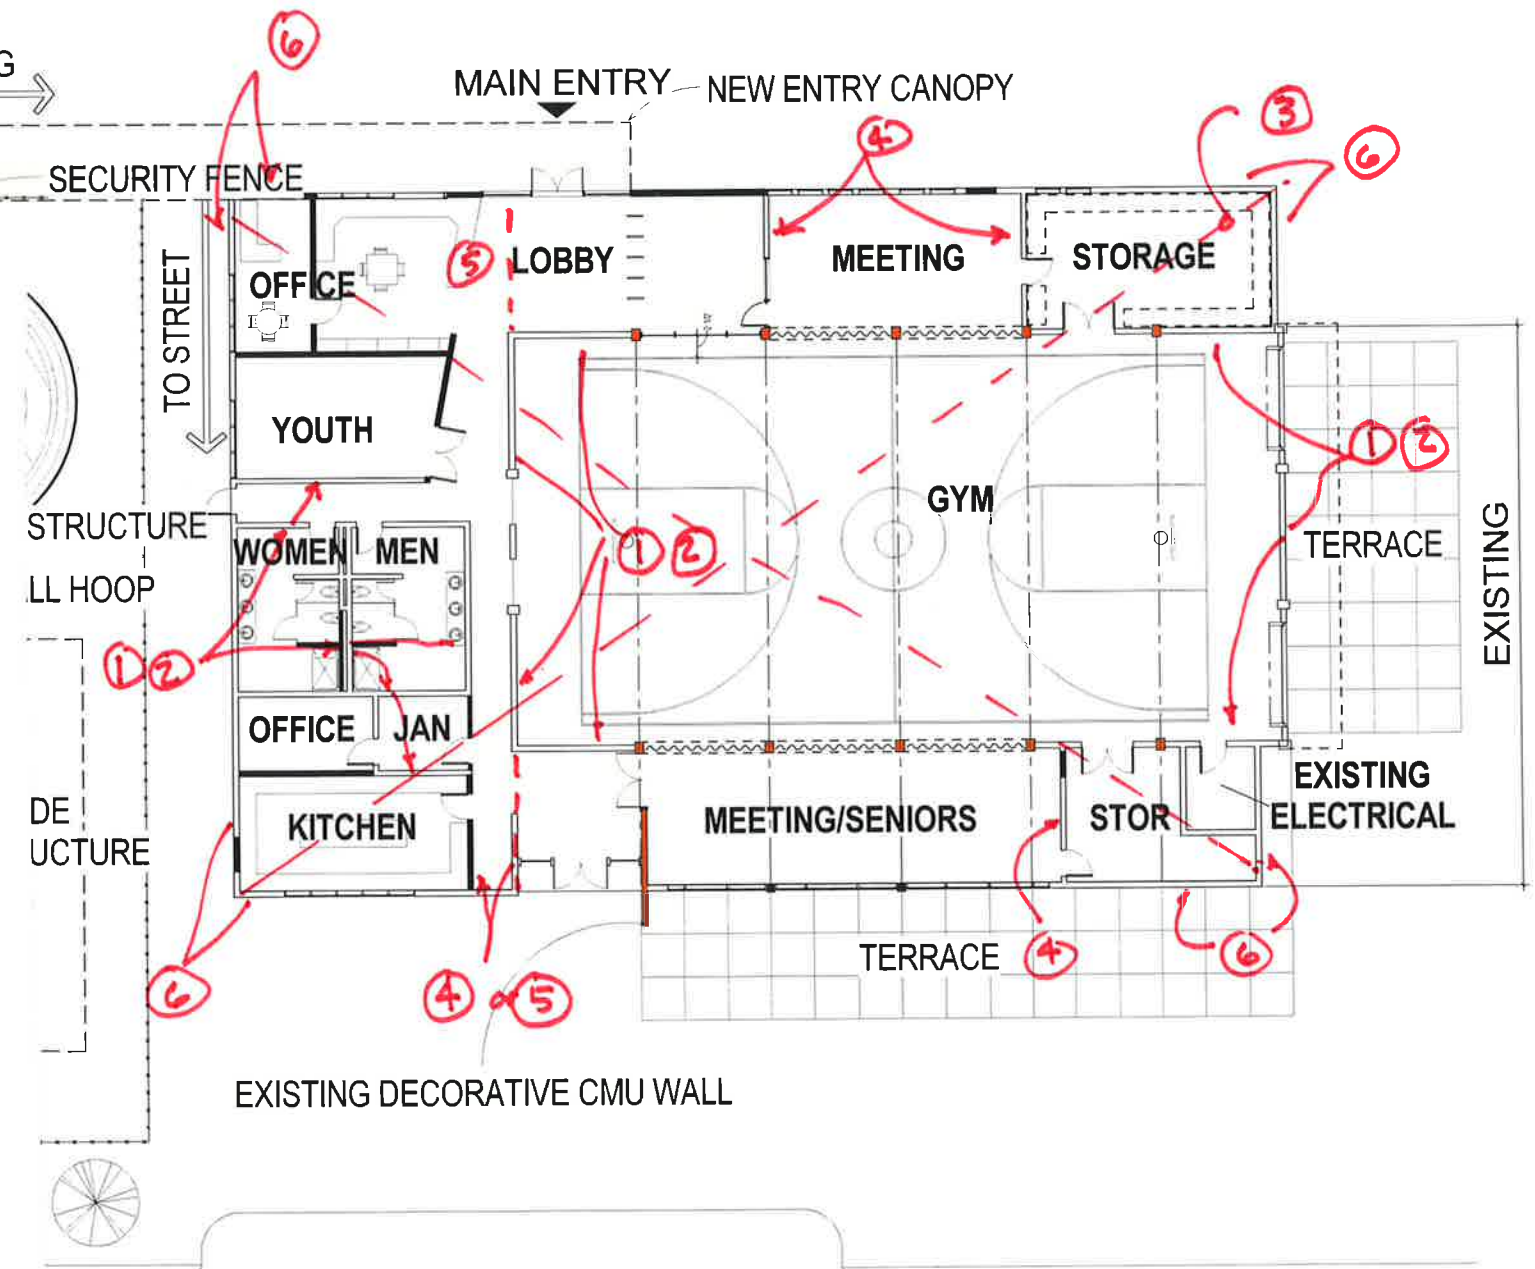 G
6
MAIN ENTRY
NEW ENTRY CANOPY
3
4
6
SECURITY FENCE
TO STREET
OFFICE
5
LOBBY
MEETING
STORAGE
YOUTH
1 2
GYM
STRUCTURE
WOMEN
MEN
1 2
TERRACE
EXISTING
LL HOOP
1 2
OFFICE
JAN
EXISTING
ELECTRICAL
DE
UCTURE
KITCHEN
MEETING/SENIORS
STOR
6
4 or 5
TERRACE
4
6
EXISTING DECORATIVE CMU WALL